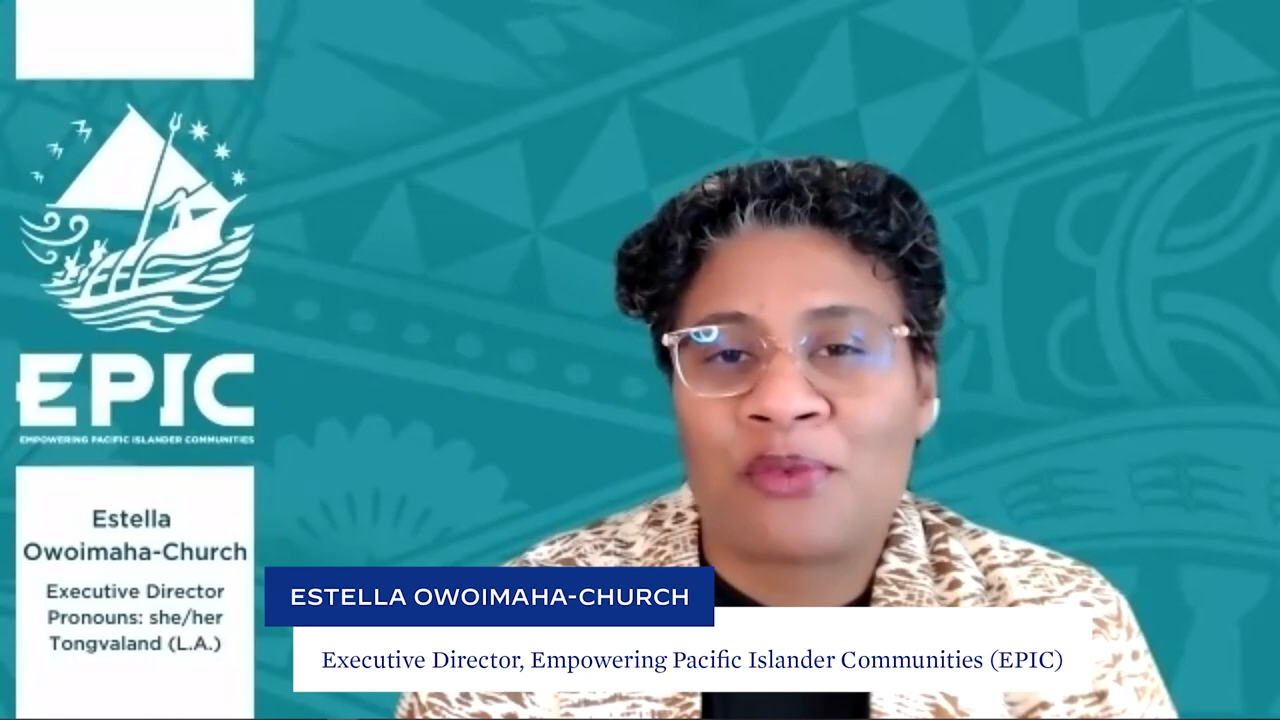 EPIC
EMPOWERING PACIFIC ISLANDER COMMUNITIES
Estella
Owoimaha-Church
Executive Director
Pronouns: she/her
Tongvaland (L.A.)
ESTELLA OWOIMAHA-CHURCH
Executive Director, Empowering Pacific Islander Communities (EPIC)